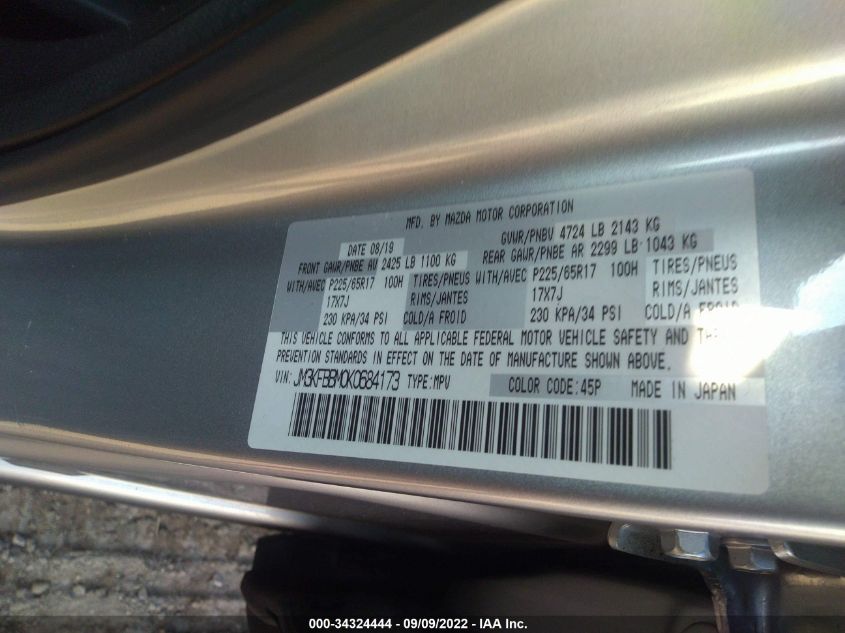 MFD. BY MAZDA MOTOR CORPORATION
DATE 08/19 GVWR/PNBV 4724 LB 2143 KG
FRONT GAWR/PNBE AV 2425 LB 1100 KG REAR GAWR/PNBE AR 2299 LB 1043 KG
WITH/AVEC P225/65R17 100H TIRES/PNEUS WITH/AVEC P225/65R17 100H TIRES/PNEUS
17X7J RIMS/JANTES 17X7J RIMS/JANTES
230 KPA/34 PSI COLD/A FROID 230 KPA/34 PSI COLD/A FROID
THIS VEHICLE CONFORMS TO ALL APPLICABLE FEDERAL MOTOR VEHICLE SAFETY AND
PREVENTION STANDARDS IN EFFECT ON THE DATE OF MANUFACTURE SHOWN ABOVE.
VIN: JM3KFBBM0K0684173 TYPE:MPV COLOR CODE:45P MADE IN JAPAN
000-34324444 - 09/09/2022 - IAA Inc.